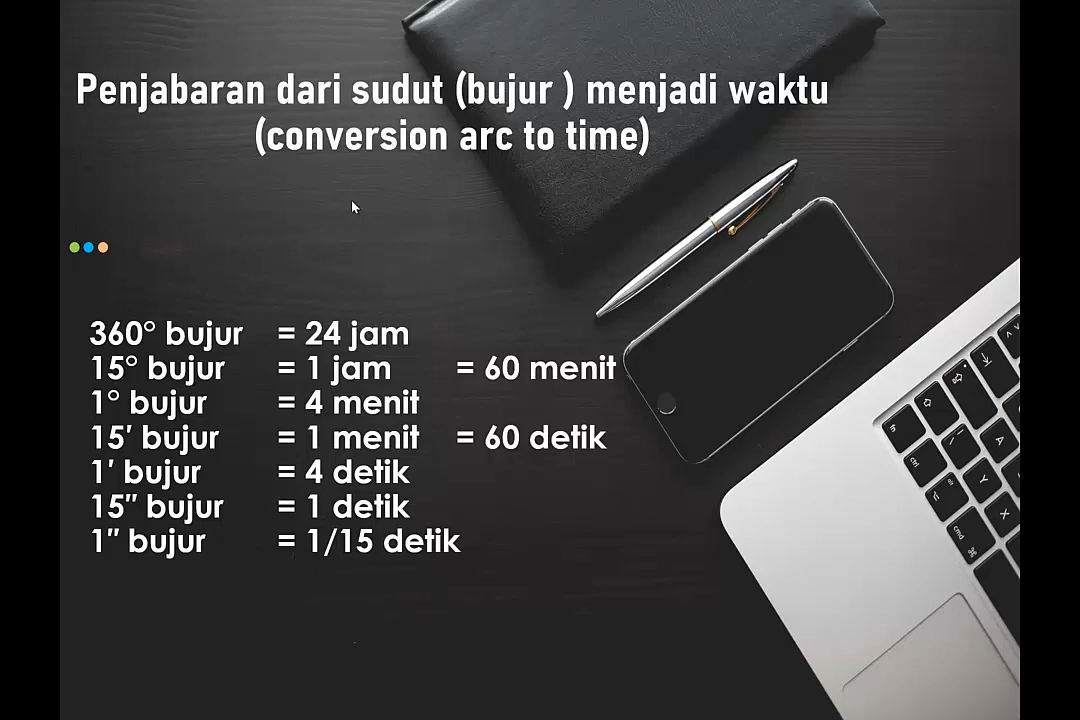 Penjabaran dari sudut (bujur ) menjadi waktu
(conversion arc to time)
360° bujur = 24 jam
15° bujur = 1 jam = 60 menit
1° bujur = 4 menit
15′ bujur = 1 menit = 60 detik
1′ bujur = 4 detik
15″ bujur = 1 detik
1″ bujur = 1/15 detik